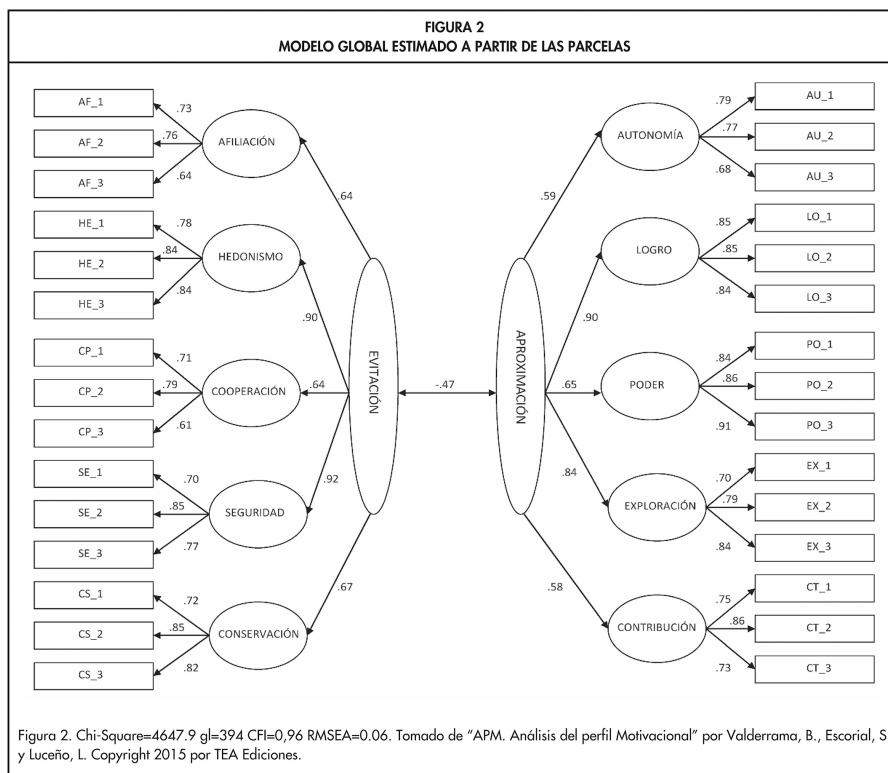 FIGURA 2
MODELO GLOBAL ESTIMADO A PARTIR DE LAS PARCELAS
AF_1
AF_2
AF_3
.73
.76
.64
AFILIACIÓN
.64
HE_1
HE_2
HE_3
.78
.84
.84
HEDONISMO
.90
CP_1
CP_2
CP_3
.71
.79
.61
COOPERACIÓN
.64
SE_1
SE_2
SE_3
.70
.85
.77
SEGURIDAD
.92
CS_1
CS_2
CS_3
.72
.85
.82
CONSERVACIÓN
.67
EVITACIÓN
-.47
APROXIMACIÓN
.59
AUTONOMÍA
.79
.77
.68
AU_1
AU_2
AU_3
.90
LOGRO
.85
.85
.84
LO_1
LO_2
LO_3
.65
PODER
.84
.86
.91
PO_1
PO_2
PO_3
.84
EXPLORACIÓN
.70
.79
.84
EX_1
EX_2
EX_3
.58
CONTRIBUCIÓN
.75
.86
.73
CT_1
CT_2
CT_3
Figura 2. Chi-Square=4647.9 gl=394 CFI=0,96 RMSEA=0.06. Tomado de “APM. Análisis del perfil Motivacional” por Valderrama, B., Escorial, S
y Luceño, L. Copyright 2015 por TEA Ediciones.